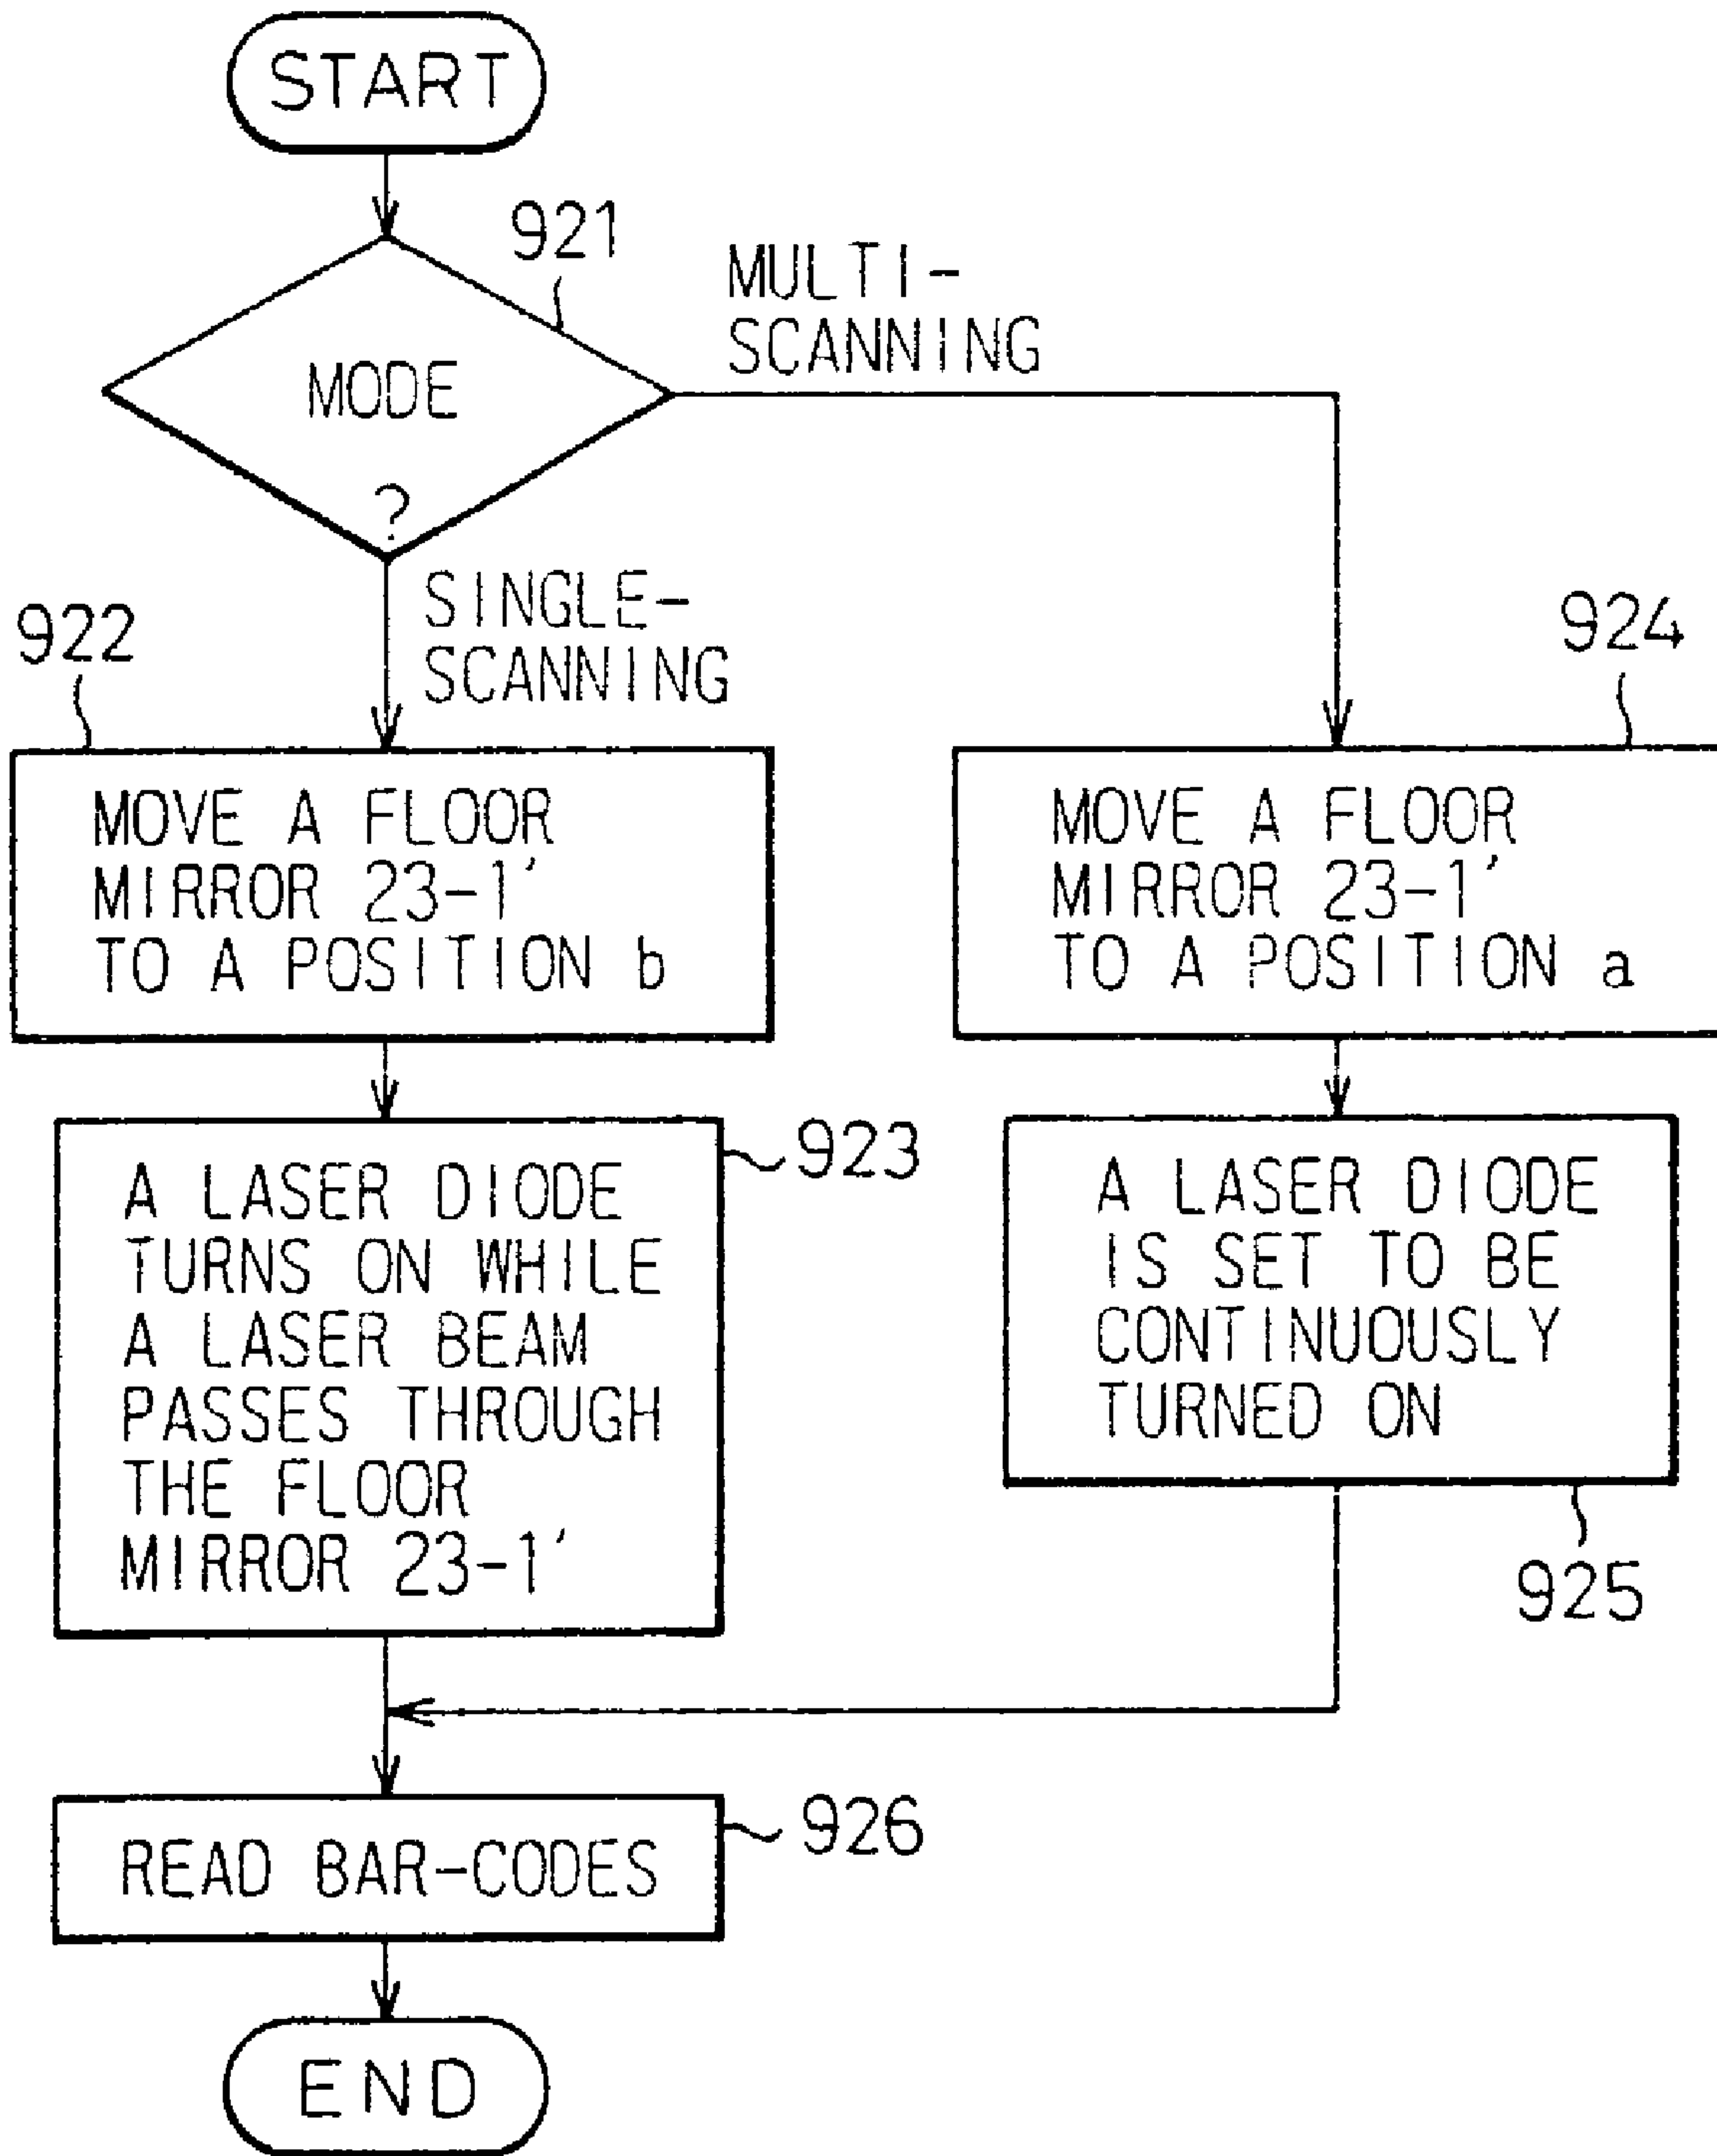 START
921
MODE
?
MULTI-
SCANNING
SINGLE-
SCANNING
922
MOVE A FLOOR
MIRROR 23-1'
TO A POSITION b
924
MOVE A FLOOR
MIRROR 23-1'
TO A POSITION a
923
A LASER DIODE
TURNS ON WHILE
A LASER BEAM
PASSES THROUGH
THE FLOOR
MIRROR 23-1'
A LASER DIODE
IS SET TO BE
CONTINUOUSLY
TURNED ON
925
926
READ BAR-CODES
END